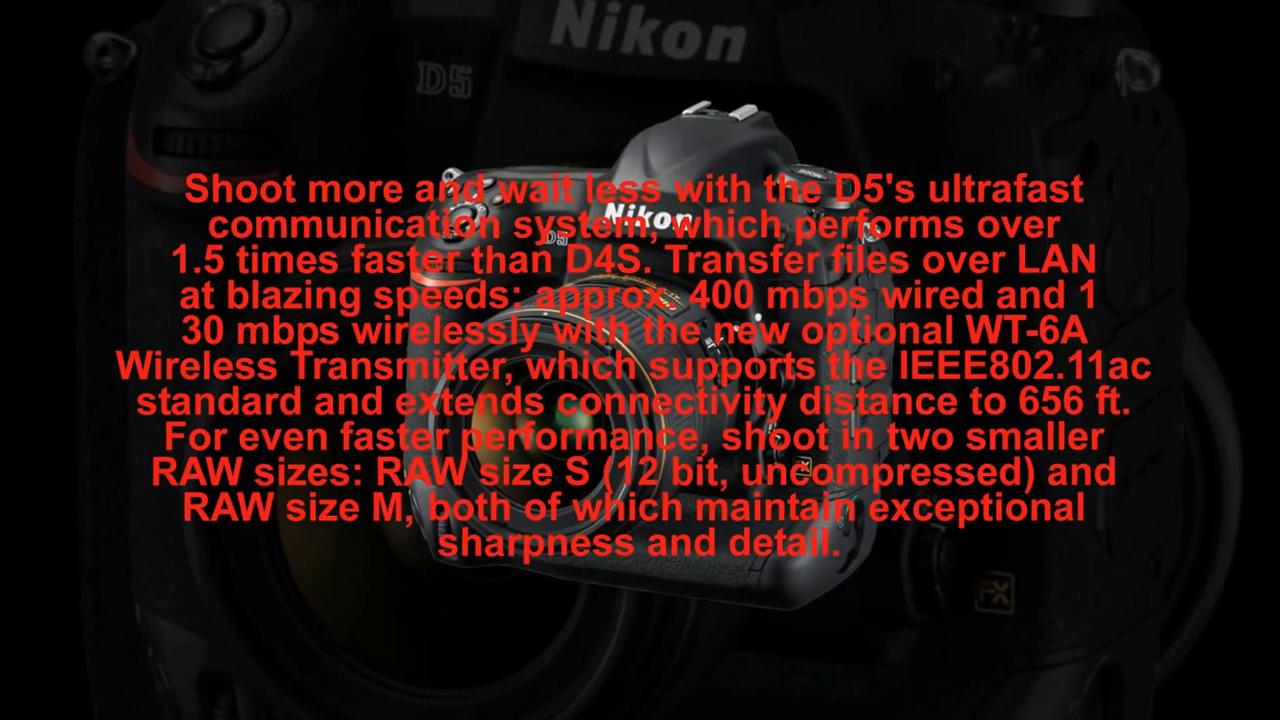 Nikon
D5
Shoot more and wait less with the D5's ultrafast
communication system, which performs over
1.5 times faster than D4S. Transfer files over LAN
at blazing speeds: approx. 400 mbps wired and 1
30 mbps wirelessly with the new optional WT-6A
Wireless Transmitter, which supports the IEEE802.11ac
standard and extends connectivity distance to 656 ft.
For even faster performance, shoot in two smaller
RAW sizes: RAW size S (12 bit, uncompressed) and
RAW size M, both of which maintain exceptional
sharpness and detail.
Nikon
D5
FX